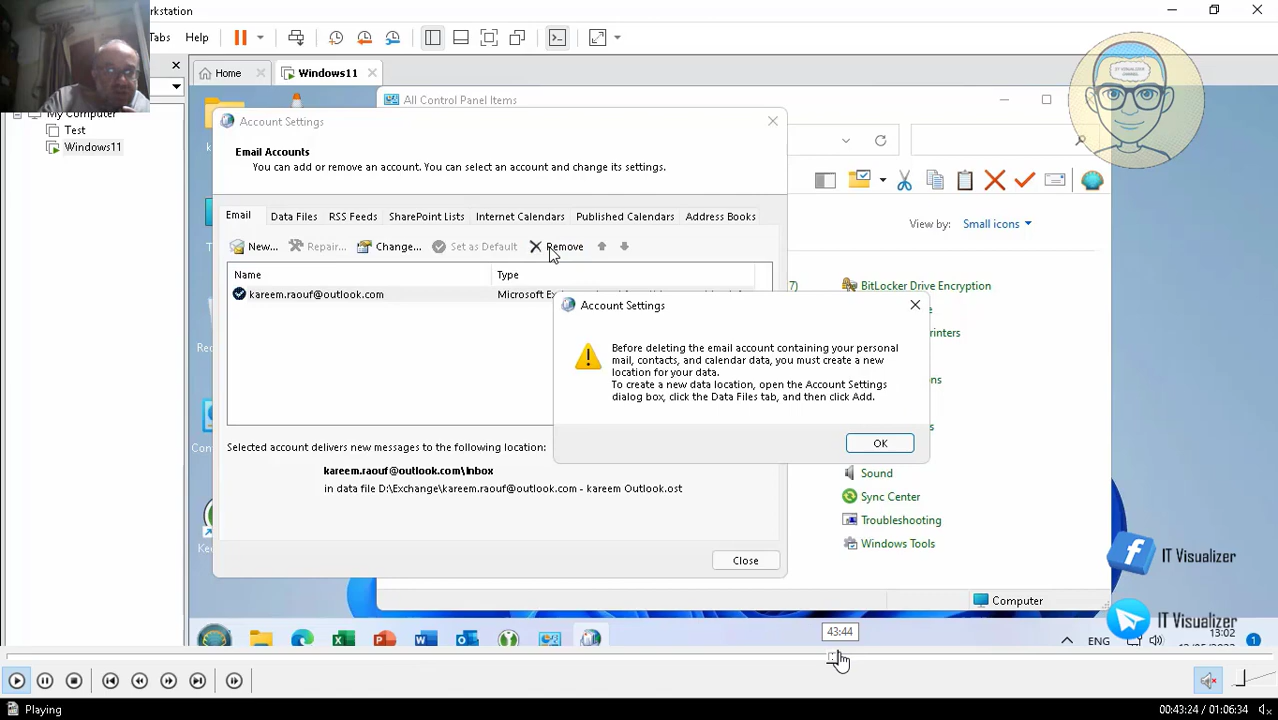 rkstation
Tabs Help
Home Windows11
My Computer
Test
Windows11
IT VISUALIZER
CHANNEL
All Control Panel Items
Account Settings
Email Accounts
You can add or remove an account. You can select an account and change its settings.
Email Data Files RSS Feeds SharePoint Lists Internet Calendars Published Calendars Address Books
New... Repair... Change... Set as Default Remove
Name Type
kareem.raouf@outlook.com Microsoft Ex
Selected account delivers new messages to the following location:
kareem.raouf@outlook.com\Inbox
in data file D:\Exchange\kareem.raouf@outlook.com - kareem Outlook.ost
Close
Account Settings
Before deleting the email account containing your personal
mail, contacts, and calendar data, you must create a new
location for your data.
To create a new data location, open the Account Settings
dialog box, click the Data Files tab, and then click Add.
OK
View by: Small icons
7)
BitLocker Drive Encryption
e
rinters
ons
Sound
Sync Center
Troubleshooting
Windows Tools
Computer
IT Visualizer
IT Visualizer
43:44
ENG
13:02
1
Playing
00:43:24 / 01:06:34